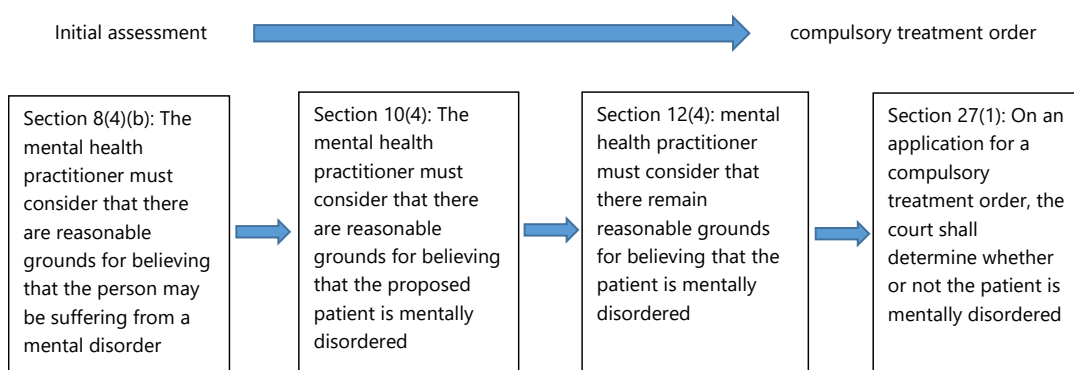 Initial assessment
compulsory treatment order
Section 8(4)(b): The
mental health
practitioner must
consider that there
are reasonable
grounds for believing
that the person may
be suffering from a
mental disorder
Section 10(4): The
mental health
practitioner must
consider that there
are reasonable
grounds for believing
that the proposed
patient is mentally
disordered
Section 12(4): mental
health practitioner
must consider that
there remain
reasonable grounds
for believing that the
patient is mentally
disordered
Section 27(1): On an
application for a
compulsory
treatment order, the
court shall
determine whether
or not the patient is
mentally disordered